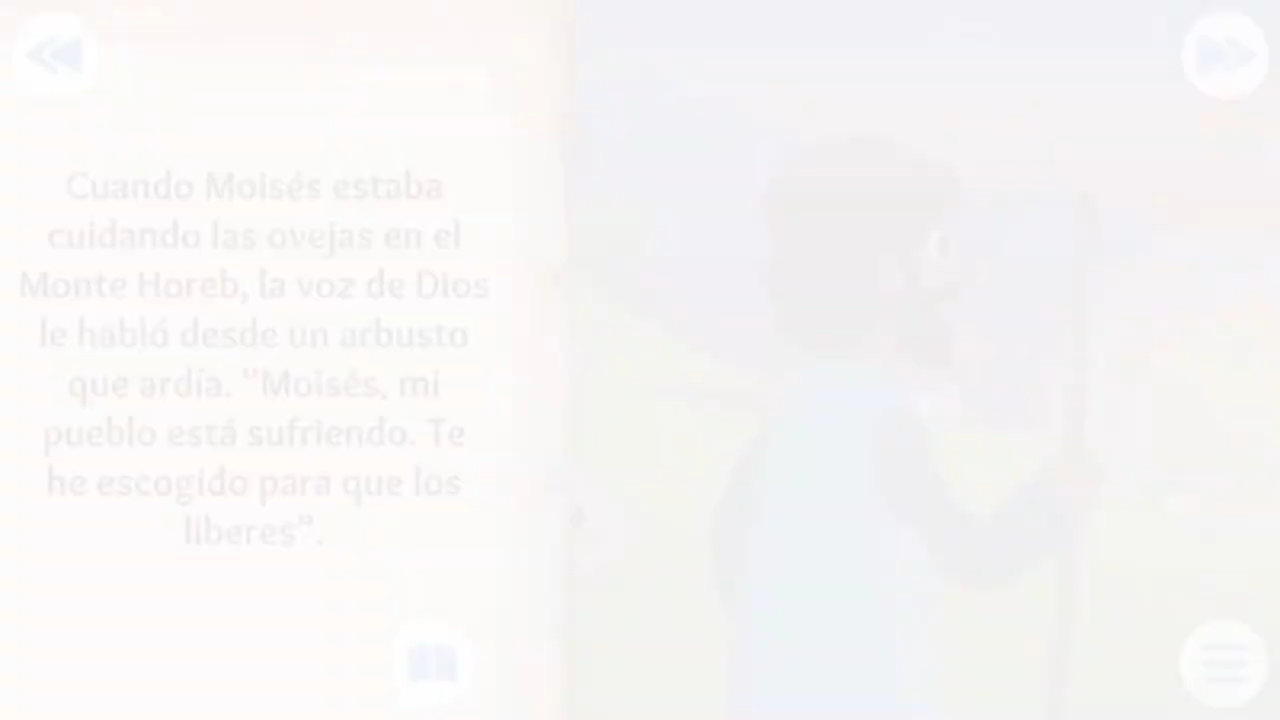 Cuando Moisés estaba
cuidando las ovejas en el
Monte Horeb, la voz de Dios
le habló desde un arbusto
que ardía. "Moisés, mi
pueblo está sufriendo. Te
he escogido para que los
liberes”.